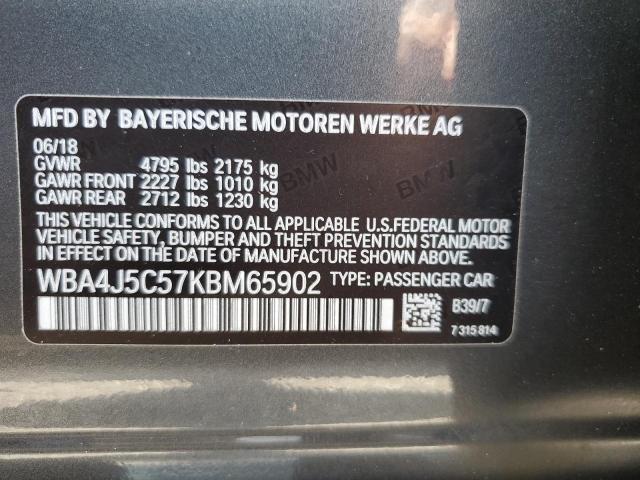 MFD BY BAYERISCHE MOTOREN WERKE AG
06/18
GVWR 4795 lbs 2175 kg
GAWR FRONT 2227 lbs 1010 kg
GAWR REAR 2712 lbs 1230 kg
THIS VEHICLE CONFORMS TO ALL APPLICABLE U.S.FEDERAL MOTOR
VEHICLE SAFETY, BUMPER AND THEFT PREVENTION STANDARDS
IN EFFECT ON THE DATE OF MANUFACTURE SHOWN ABOVE.
WBA4J5C57KBM65902 TYPE: PASSENGER CAR
B39/7
7 315 814
BMW
BMW